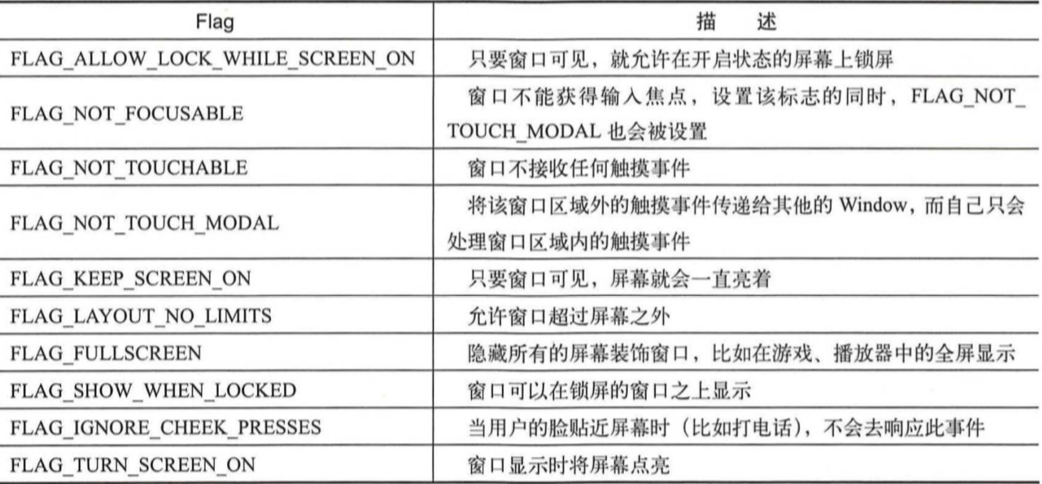 Flag 描 述
FLAG_ALLOW_LOCK_WHILE_SCREEN_ON 只要窗口可见，就允许在开启状态的屏幕上锁屏
FLAG_NOT_FOCUSABLE 窗口不能获得输入焦点，设置该标志的同时，FLAG_NOT_
TOUCH_MODAL 也会被设置
FLAG_NOT_TOUCHABLE 窗口不接收任何触摸事件
FLAG_NOT_TOUCH_MODAL 将该窗口区域外的触摸事件传递给其他的 Window，而自己只会
处理窗口区域内的触摸事件
FLAG_KEEP_SCREEN_ON 只要窗口可见，屏幕就会一直亮着
FLAG_LAYOUT_NO_LIMITS 允许窗口超过屏幕之外
FLAG_FULLSCREEN 隐藏所有的屏幕装饰窗口，比如在游戏、播放器中的全屏显示
FLAG_SHOW_WHEN_LOCKED 窗口可以在锁屏的窗口之上显示
FLAG_IGNORE_CHEEK_PRESSES 当用户的脸贴近屏幕时（比如打电话），不会去响应此事件
FLAG_TURN_SCREEN_ON 窗口显示时将屏幕点亮